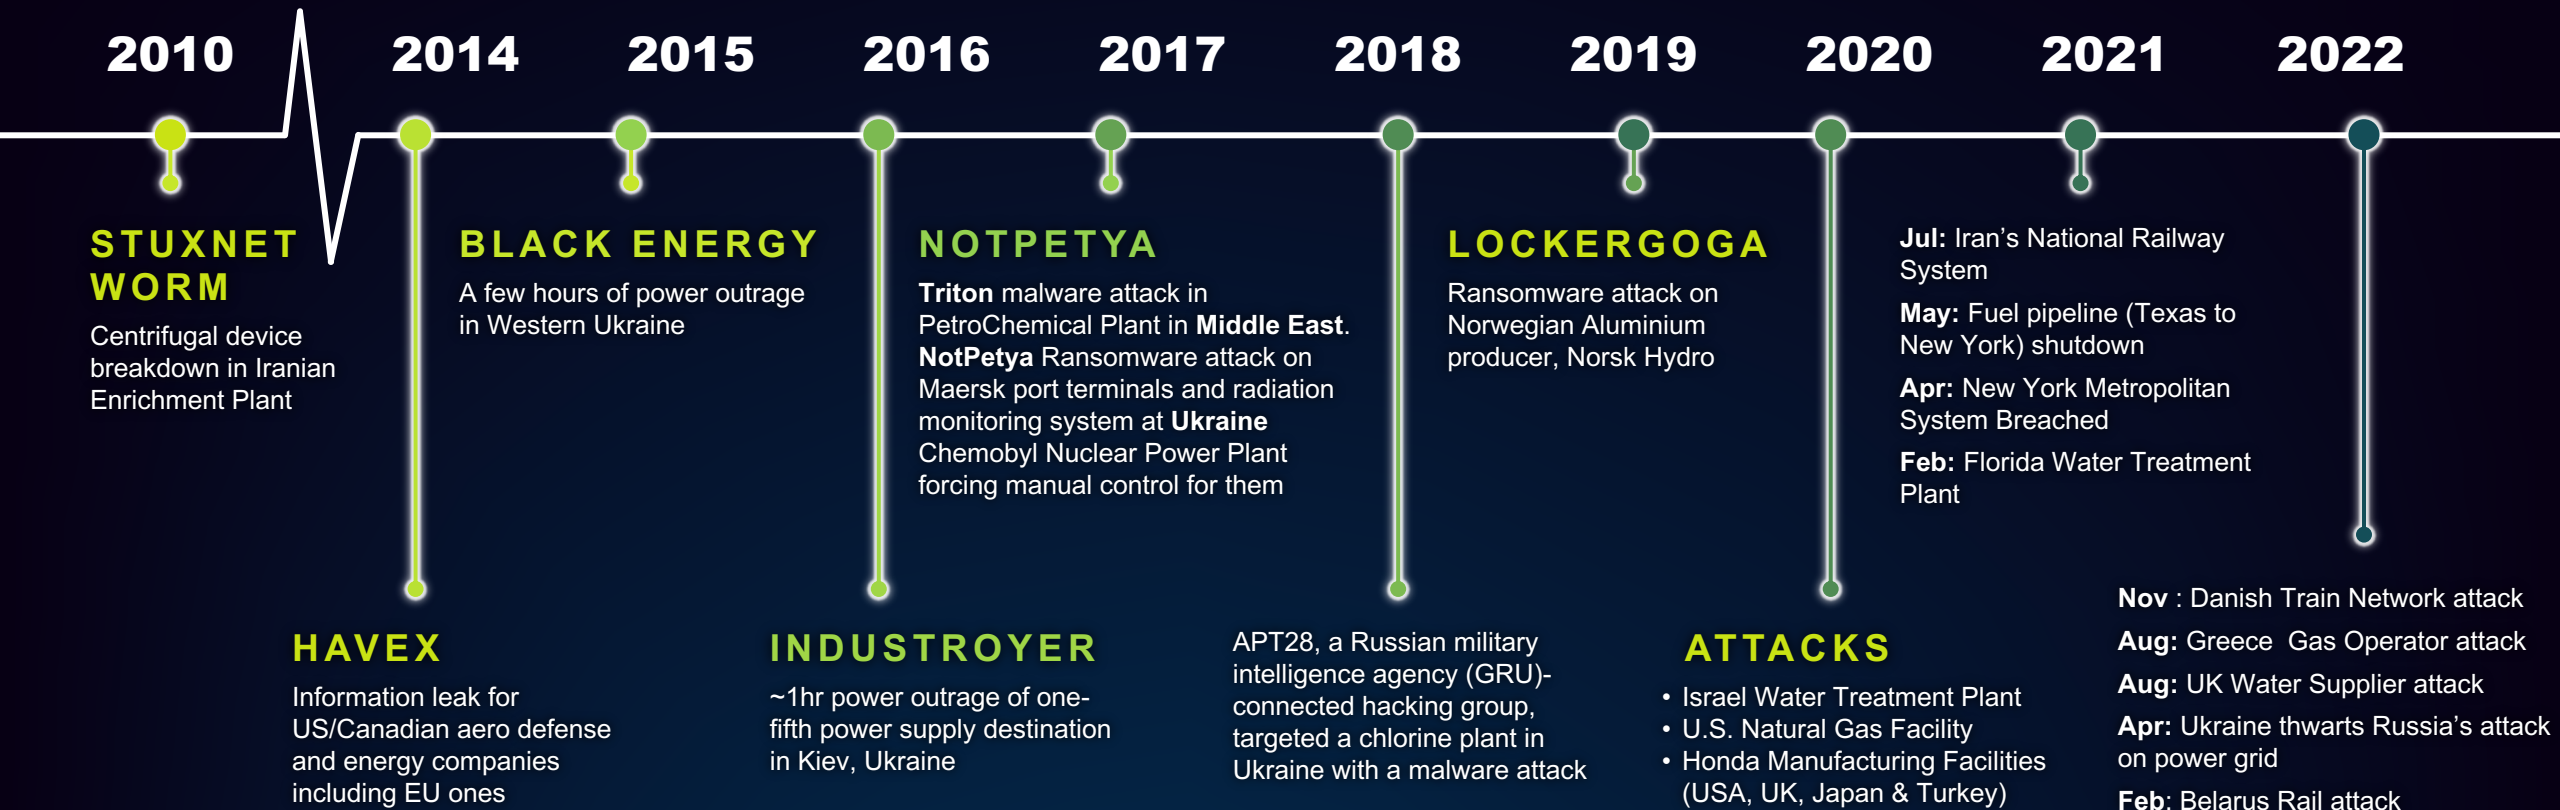 2010
2014
2015
2016
2017
2018
2019
2020
2021
2022
STUXNET
WORM
Centrifugal device
breakdown in Iranian
Enrichment Plant
HAVEX
Information leak for
US/Canadian aero defense
and energy companies
including EU ones
BLACK ENERGY
A few hours of power outrage
in Western Ukraine
INDUSTROYER
~1hr power outrage of one-
fifth power supply destination
in Kiev, Ukraine
NOTPETYA
Triton malware attack in
PetroChemical Plant in Middle East.
NotPetya Ransomware attack on
Maersk port terminals and radiation
monitoring system at Ukraine
Chemobyl Nuclear Power Plant
forcing manual control for them
APT28, a Russian military
intelligence agency (GRU)-
connected hacking group,
targeted a chlorine plant in
Ukraine with a malware attack
LOCKERGOGA
Ransomware attack on
Norwegian Aluminium
producer, Norsk Hydro
ATTACKS
• Israel Water Treatment Plant
• U.S. Natural Gas Facility
• Honda Manufacturing Facilities
(USA, UK, Japan & Turkey)
Jul: Iran’s National Railway
System
May: Fuel pipeline (Texas to
New York) shutdown
Apr: New York Metropolitan
System Breached
Feb: Florida Water Treatment
Plant
Nov : Danish Train Network attack
Aug: Greece  Gas Operator attack
Aug: UK Water Supplier attack
Apr: Ukraine thwarts Russia’s attack
on power grid
Feb: Belarus Rail attack